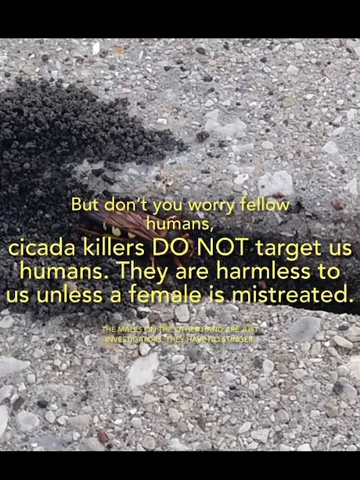 But don't you worry fellow
humans,
cicada killers DO NOT target us
humans. They are harmless to
us unless a female is mistreated.
THE MALES ON THE OTHER HAND ARE JUST
INVESTIGATORS. THEY HAVE NO STINGER.